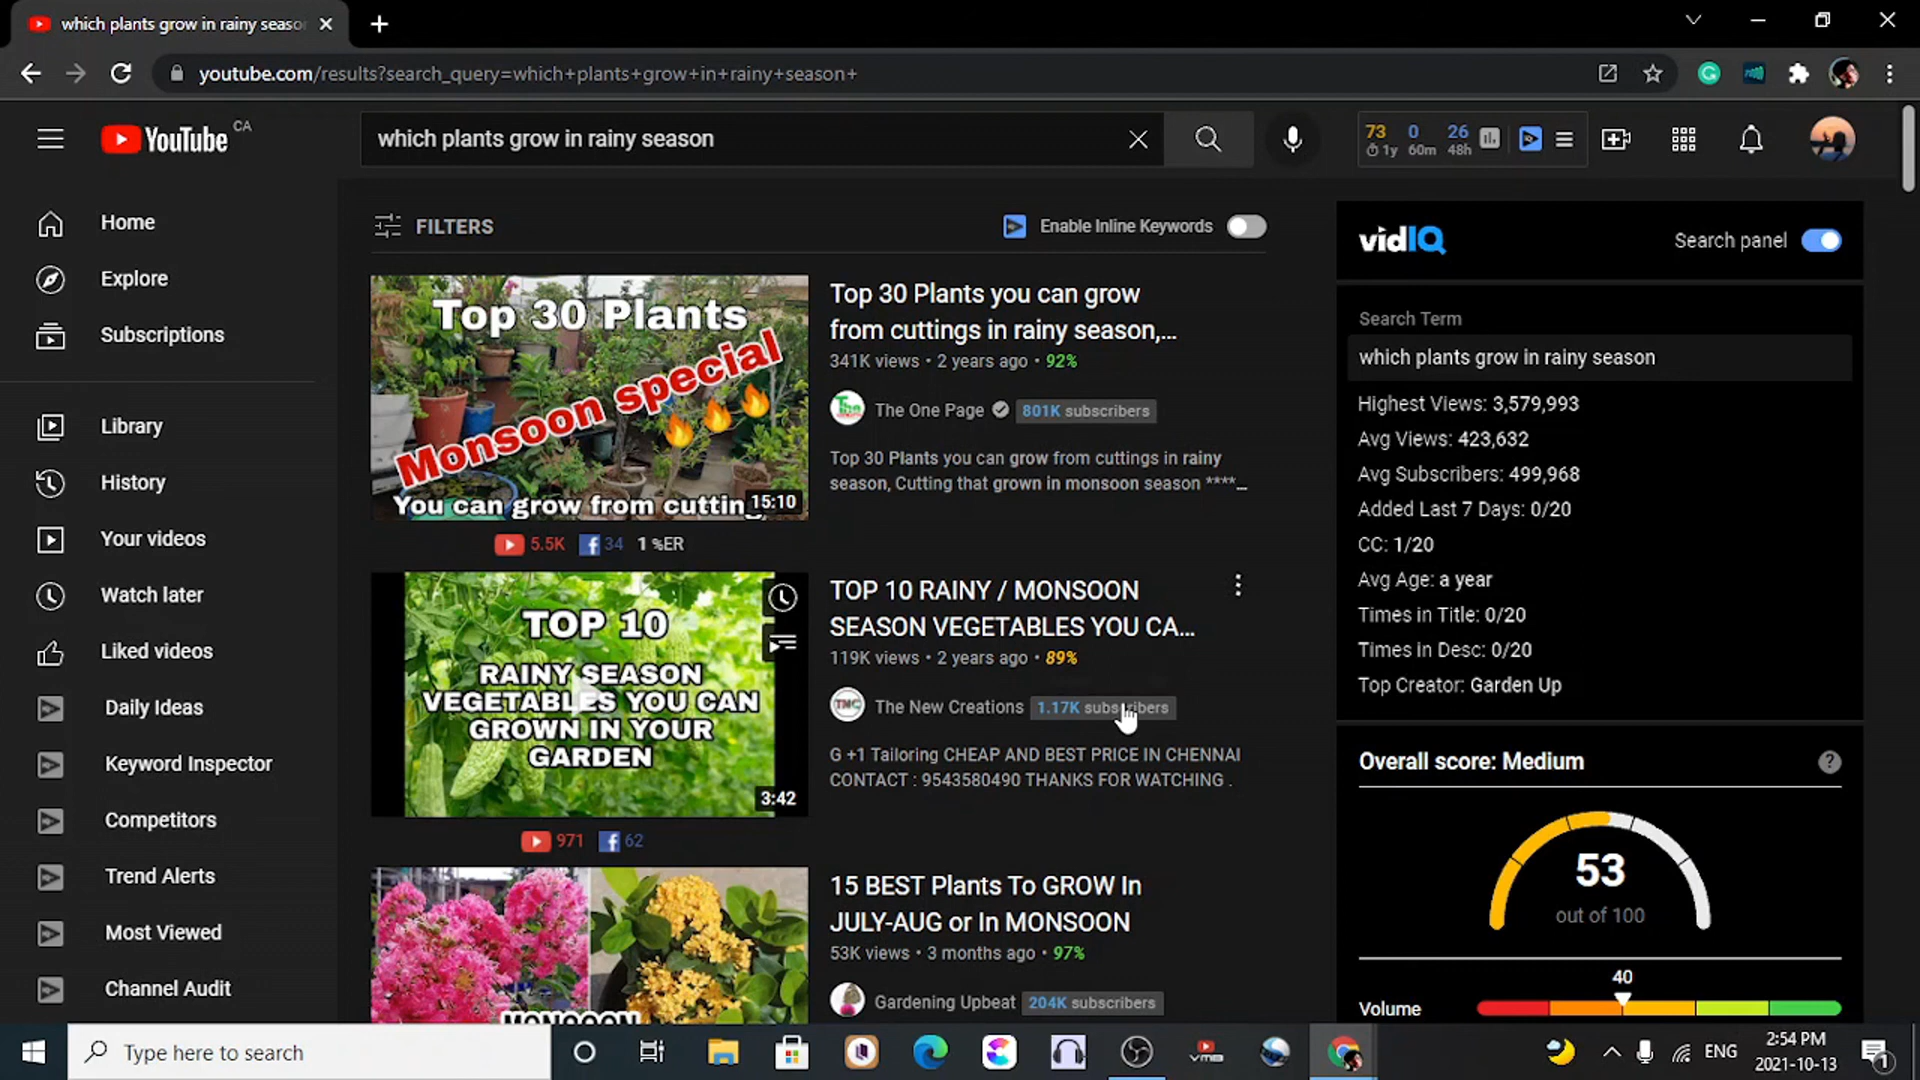 which plants grow in rainy seaso
youtube.com/results?search_query=which+plants+grow+in+rainy+season+
YouTube CA
which plants grow in rainy season
73 0 26
1y 60m 48h
Home
Explore
Subscriptions
Library
History
Your videos
Watch later
Liked videos
Daily Ideas
Keyword Inspector
Competitors
Trend Alerts
Most Viewed
Channel Audit
FILTERS
Enable Inline Keywords
Top 30 Plants
Monsoon special
You can grow from cutting
15:10
5.5K 34 1 %ER
Top 30 Plants you can grow
from cuttings in rainy season,...
341K views • 2 years ago • 92%
The One Page 801K subscribers
Top 30 Plants you can grow from cuttings in rainy
season, Cutting that grown in monsoon season ****...
TOP 10
RAINY SEASON
VEGETABLES YOU CAN
GROWN IN YOUR
GARDEN
3:42
971 62
TOP 10 RAINY / MONSOON
SEASON VEGETABLES YOU CA...
119K views • 2 years ago • 89%
TNC
The New Creations 1.17K subscribers
G +1 Tailoring CHEAP AND BEST PRICE IN CHENNAI
CONTACT : 9543580490 THANKS FOR WATCHING .
15 BEST Plants To GROW In
JULY-AUG or In MONSOON
53K views • 3 months ago • 97%
Gardening Upbeat 204K subscribers
vidIQ
Search panel
Search Term
which plants grow in rainy season
Highest Views: 3,579,993
Avg Views: 423,632
Avg Subscribers: 499,968
Added Last 7 Days: 0/20
CC: 1/20
Avg Age: a year
Times in Title: 0/20
Times in Desc: 0/20
Top Creator: Garden Up
Overall score: Medium
?
53
out of 100
40
Volume
Type here to search
VMB
ENG
2:54 PM
2021-10-13
1